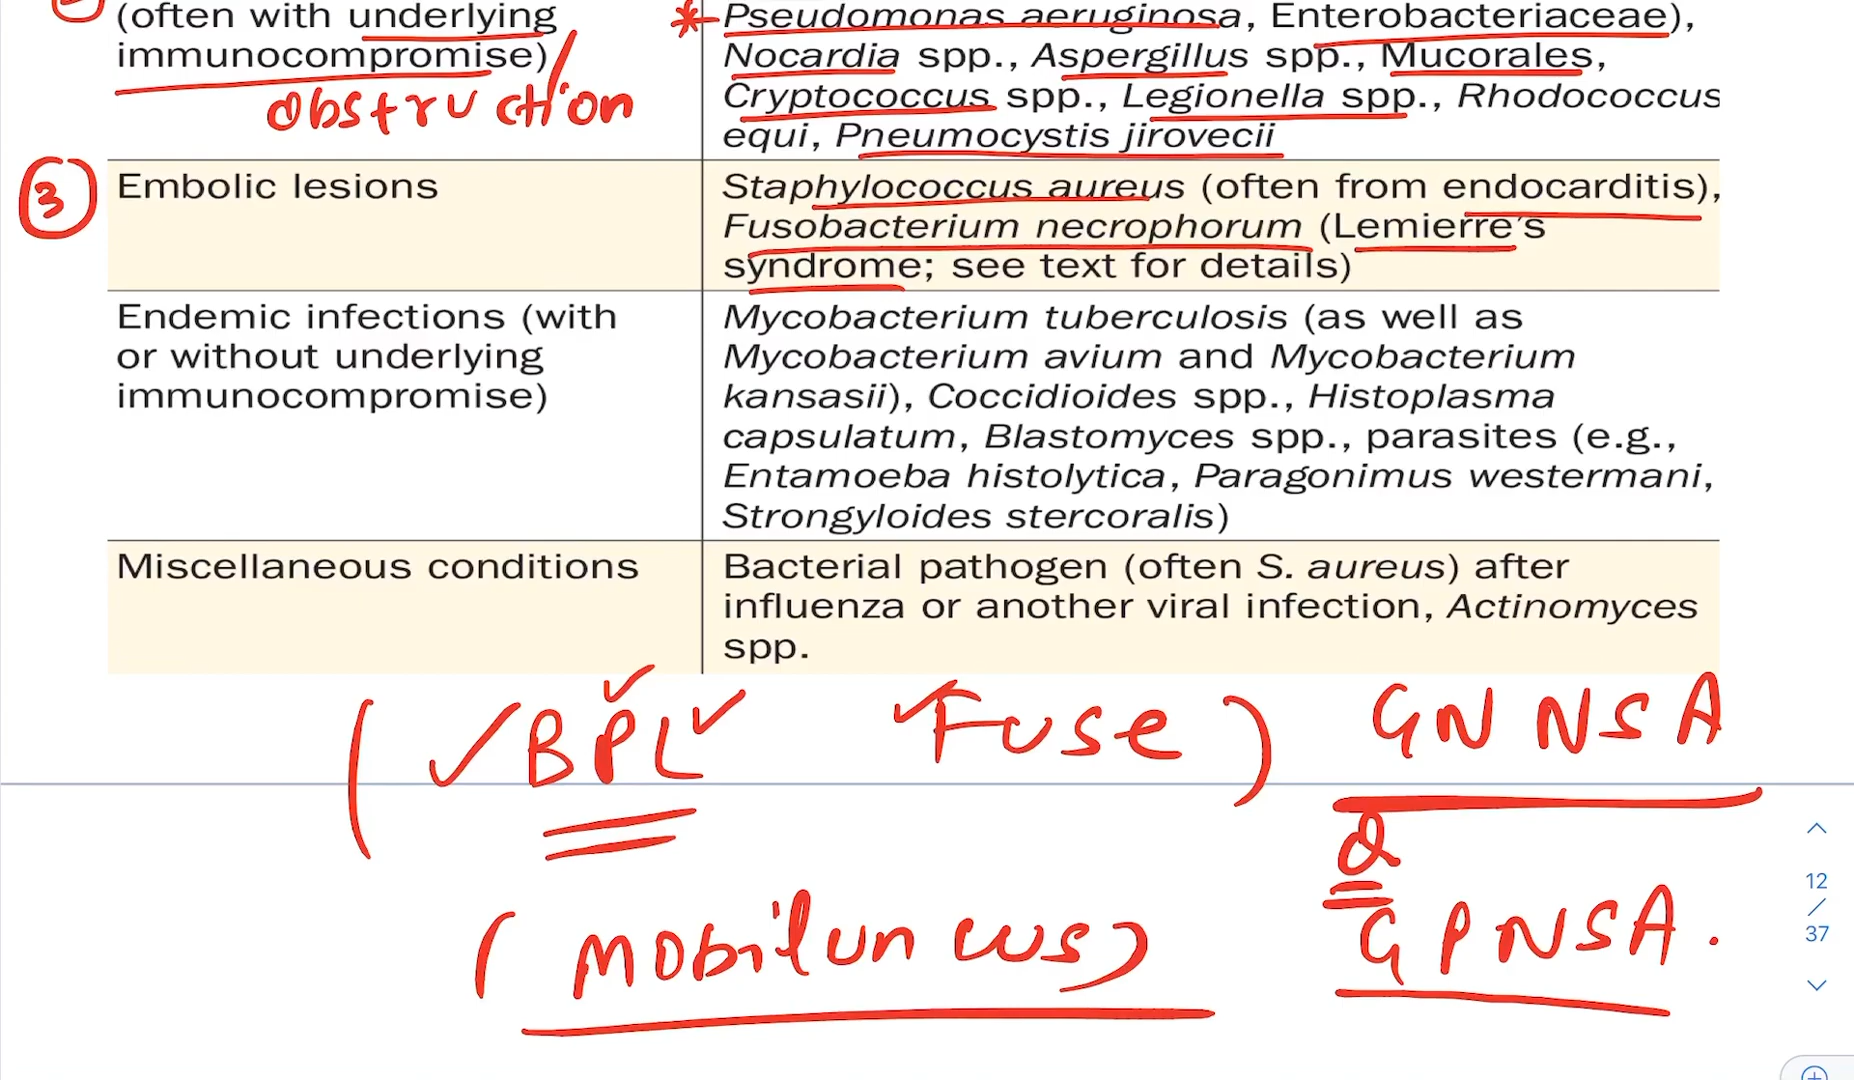 (often with underlying
immunocompromise)
obstruction
* Pseudomonas aeruginosa, Enterobacteriaceae),
Nocardia spp., Aspergillus spp., Mucorales,
Cryptococcus spp., Legionella spp., Rhodococcus
equi, Pneumocystis jirovecii
3
Embolic lesions
Staphylococcus aureus (often from endocarditis),
Fusobacterium necrophorum (Lemierre's
syndrome; see text for details)
Endemic infections (with
or without underlying
immunocompromise)
Mycobacterium tuberculosis (as well as
Mycobacterium avium and Mycobacterium
kansasii), Coccidioides spp., Histoplasma
capsulatum, Blastomyces spp., parasites (e.g.,
Entamoeba histolytica, Paragonimus westermani,
Strongyloides stercoralis)
Miscellaneous conditions
Bacterial pathogen (often S. aureus) after
influenza or another viral infection, Actinomyces
spp.
(BPL Fuse) GNNSA
(Mobiluncus) GPNSA.
12
/
37